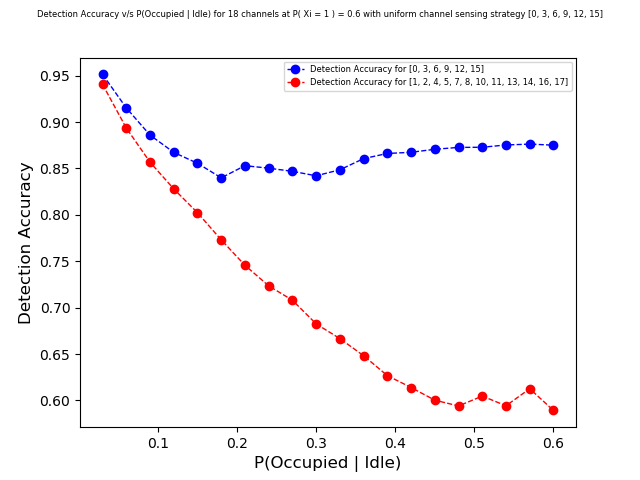 Detection Accuracy v/s P(Occupied | Idle) for 18 channels at P( Xi = 1 ) = 0.6 with uniform channel sensing strategy [0, 3, 6, 9, 12, 15]
Detection Accuracy for [0, 3, 6, 9, 12, 15]
Detection Accuracy for [1, 2, 4, 5, 7, 8, 10, 11, 13, 14, 16, 17]
Detection Accuracy
0.95
0.90
0.85
0.80
0.75
0.70
0.65
0.60
0.1 0.2 0.3 0.4 0.5 0.6
P(Occupied | Idle)